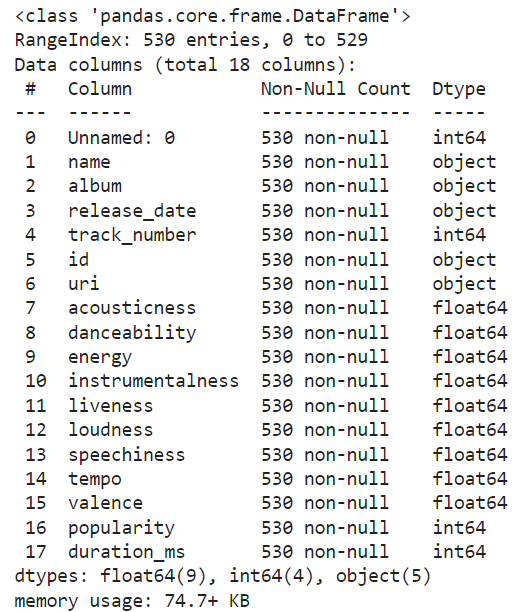 <class 'pandas.core.frame.DataFrame'>
RangeIndex: 530 entries, 0 to 529
Data columns (total 18 columns):
 #   Column            Non-Null Count  Dtype
---  ------            --------------  -----
 0   Unnamed: 0        530 non-null    int64
 1   name              530 non-null    object
 2   album             530 non-null    object
 3   release_date      530 non-null    object
 4   track_number      530 non-null    int64
 5   id                530 non-null    object
 6   uri               530 non-null    object
 7   acousticness      530 non-null    float64
 8   danceability      530 non-null    float64
 9   energy            530 non-null    float64
 10  instrumentalness  530 non-null    float64
 11  liveness          530 non-null    float64
 12  loudness          530 non-null    float64
 13  speechiness       530 non-null    float64
 14  tempo             530 non-null    float64
 15  valence           530 non-null    float64
 16  popularity        530 non-null    int64
 17  duration_ms       530 non-null    int64
dtypes: float64(9), int64(4), object(5)
memory usage: 74.7+ KB